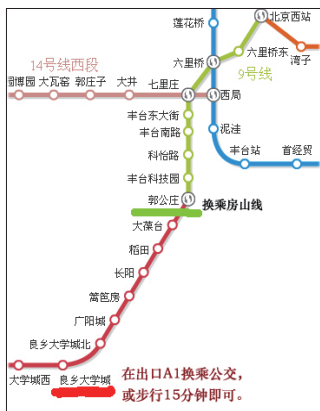 莲花桥
北京西站
六里桥
六里桥东
湾子
14号线西段
9号线
园博园
大瓦窑
郭庄子
大井
七里庄
西局
丰台东大街
丰台南路
泥洼
科怡路
丰台站
首经贸
丰台科技园
郭公庄
换乘房山线
大葆台
稻田
长阳
篱笆房
广阳城
良乡大学城北
大学城西
良乡大学城
在出口A1换乘公交，
或步行15分钟即可。